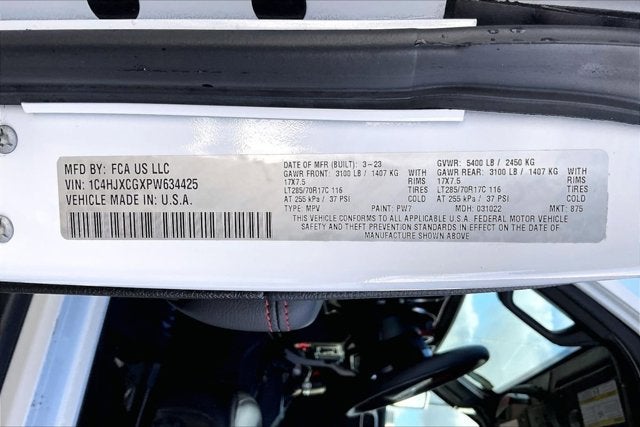 MFD BY: FCA US LLC
VIN: 1C4HJXCGXPW634425
VEHICLE MADE IN: U.S.A.
DATE OF MFR (BUILT): 3-23 GVWR: 5400 LB / 2450 KG
GAWR FRONT: 3100 LB / 1407 KG GAWR REAR: 3100 LB / 1407 KG
17X7.5 TIRES 17X7.5 TIRES
LT285/70R17C 116 LT285/70R17C 116
AT 255 kPa / 37 PSI COLD AT 255 kPa / 37 PSI COLD
TYPE: MPV PAINT: PW7 MDH: 031022 MKT: 875
THIS VEHICLE CONFORMS TO ALL APPLICABLE U.S.A. FEDERAL MOTOR VEHICLE
SAFETY AND THEFT PREVENTION STANDARDS IN EFFECT ON THE DATE OF
MANUFACTURE SHOWN ABOVE